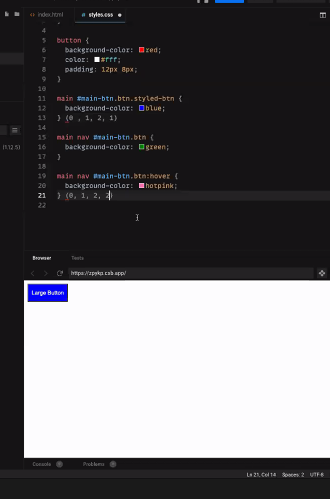 index.html
styles.css
4
5 button {
6 background-color: red;
7 color: #fff;
8 padding: 12px 8px;
9 }
10
11 main #main-btn.btn.styled-btn {
12 background-color: blue;
13 } (0 , 1, 2, 1)
14
15 main nav #main-btn.btn {
16 background-color: green;
17 }
18
19 main nav #main-btn.btn:hover {
20 background-color: hotpink;
21 } (0, 1, 2, 2)
22
(1.12.5)
Browser Tests
https://zpykp.csb.app/
Large Button
Console 0 Problems 0
Ln 21, Col 14 Spaces: 2 UTF-8